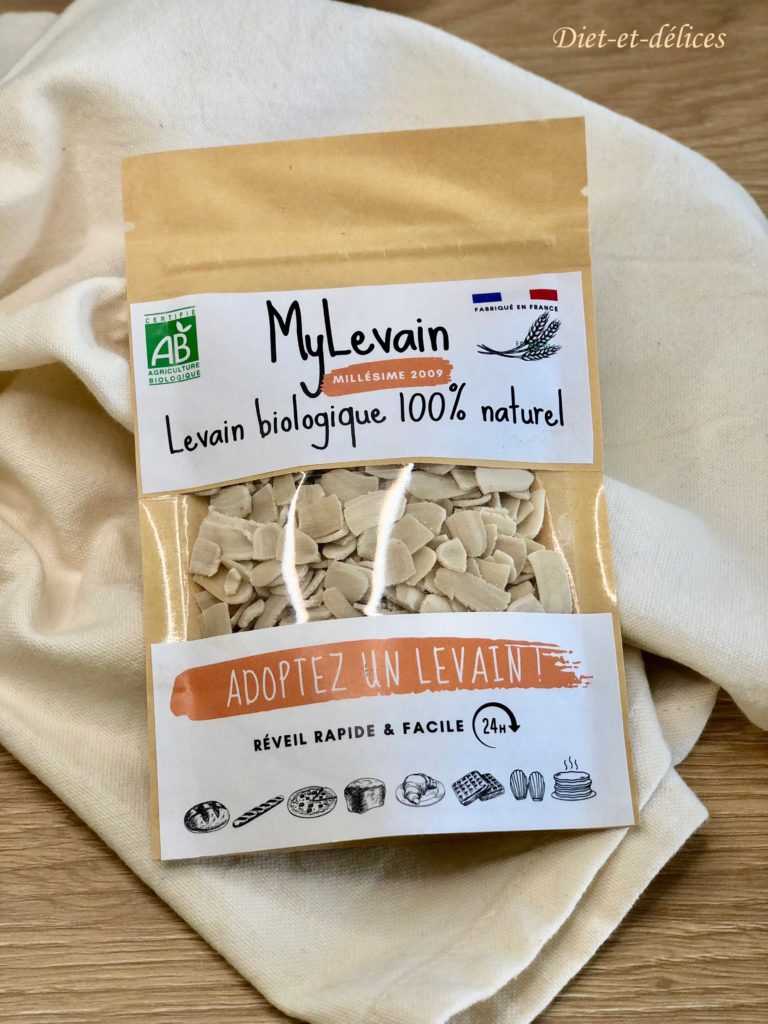 Diet-et-délices
CERTIFIÉ
AB
AGRICULTURE
BIOLOGIQUE
FABRIQUÉ EN FRANCE
MyLevain
MILLÉSIME 2009
Levain biologique 100% naturel
ADOPTEZ UN LEVAIN !
RÉVEIL RAPIDE & FACILE 24H